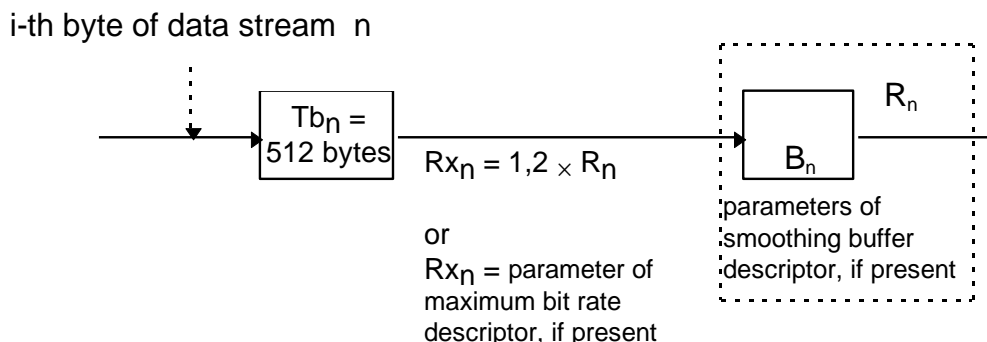 i-th byte of data stream n
Tbn =
512 bytes
Rxn = 1,2 × Rn
or
Rxn = parameter of
maximum bit rate
descriptor, if present
Bn
Rn
parameters of
smoothing buffer
descriptor, if present